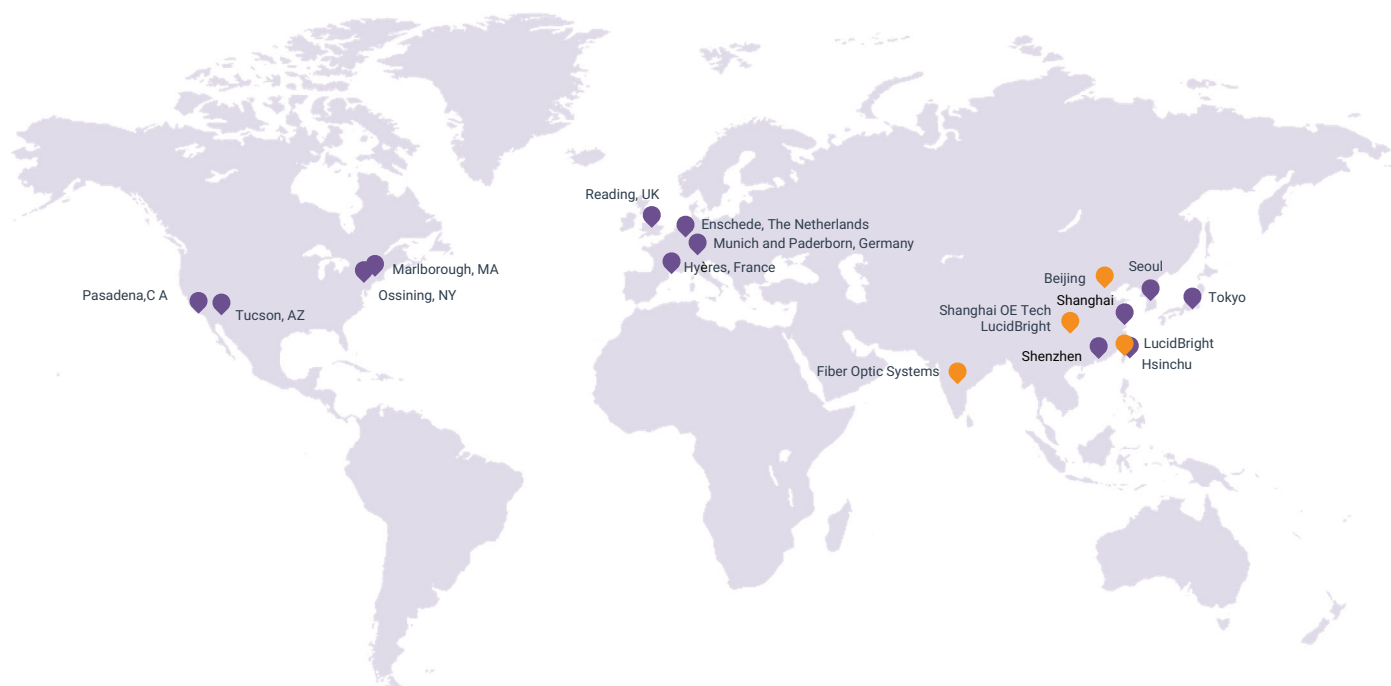 Reading, UK
Enschede, The Netherlands
Munich and Paderborn, Germany
Hyères, France
Marlborough, MA
Ossining, NY
Pasadena,C A
Tucson, AZ
Seoul
Beijing
Tokyo
Shanghai
Shanghai OE Tech
LucidBright
LucidBright
Shenzhen
Hsinchu
Fiber Optic Systems